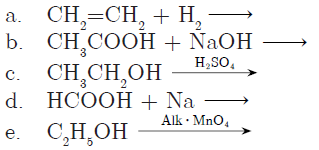 a. CH₂=CH₂ + H₂ ⟶
b. CH₃COOH + NaOH ⟶
c. CH₃CH₂OH H₂SO₄ ⟶
d. HCOOH + Na ⟶
e. C₂H₅OH Alk · MnO₄ ⟶